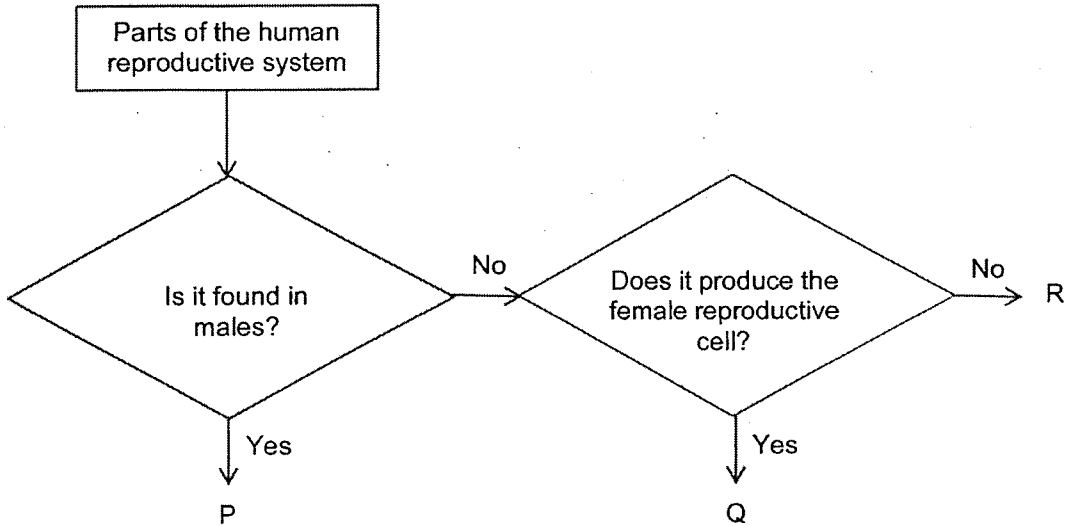 Parts of the human
reproductive system
Is it found in
males?
No
Does it produce the
female reproductive
cell?
No
R
Yes
P
Yes
Q